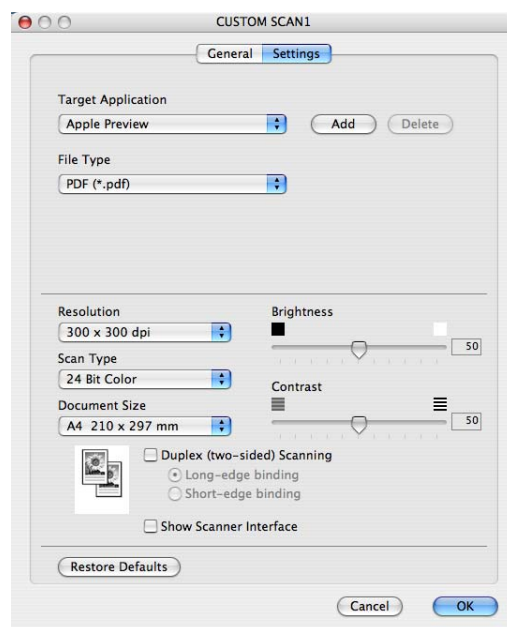 CUSTOM SCAN1
General Settings
Target Application
Apple Preview Add Delete
File Type
PDF (*.pdf)
Resolution
300 x 300 dpi
Scan Type
24 Bit Color
Document Size
A4 210 x 297 mm
Brightness
50
Contrast
50
Duplex (two-sided) Scanning
Long-edge binding
Short-edge binding
Show Scanner Interface
Restore Defaults
Cancel OK